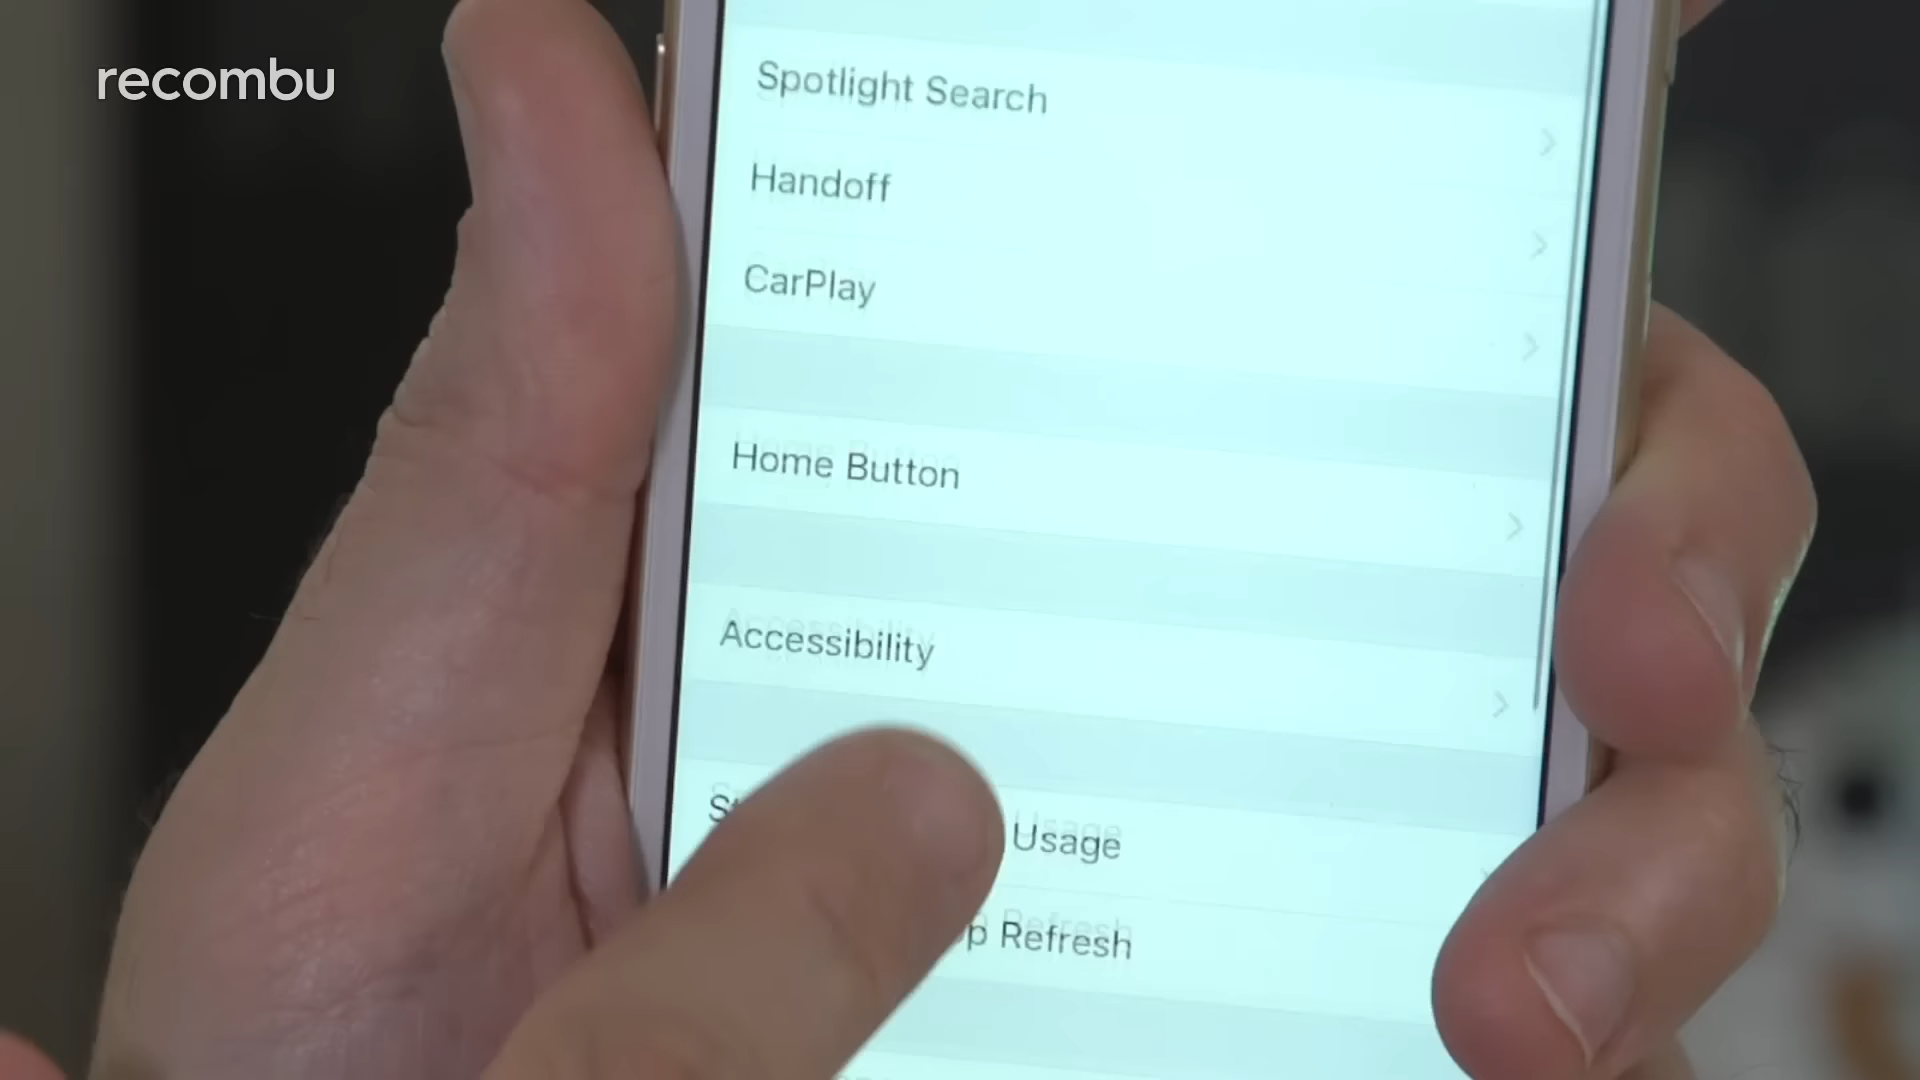 recombu
Spotlight Search
Handoff
CarPlay
Home Button
Accessibility
Usage
Refresh